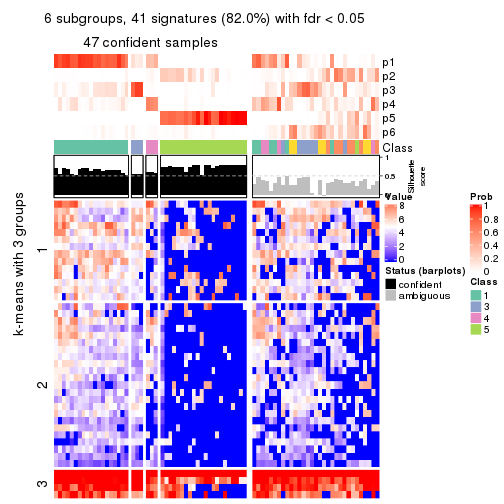 6 subgroups, 41 signatures (82.0%) with fdr < 0.05
47 confident samples
p1
p2
p3
p4
p5
p6
Class
1
0.5
0
Silhouette
score
k-means with 3 groups
1
2
3
Value
8
6
4
2
0
Status (barplots)
confident
ambiguous
Prob
1
0.8
0.6
0.4
0.2
0
Class
1
3
4
5